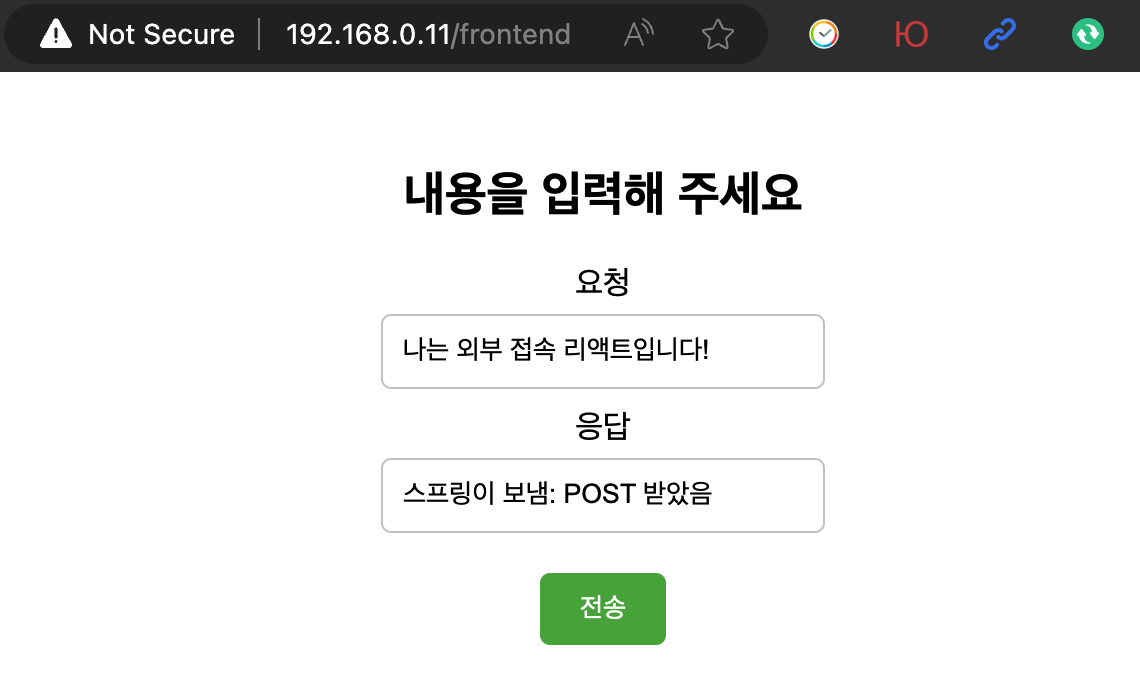 Not Secure | 192.168.0.11/frontend
내용을 입력해 주세요
요청
나는 외부 접속 리액트입니다!
응답
스프링이 보냄: POST 받았음
전송